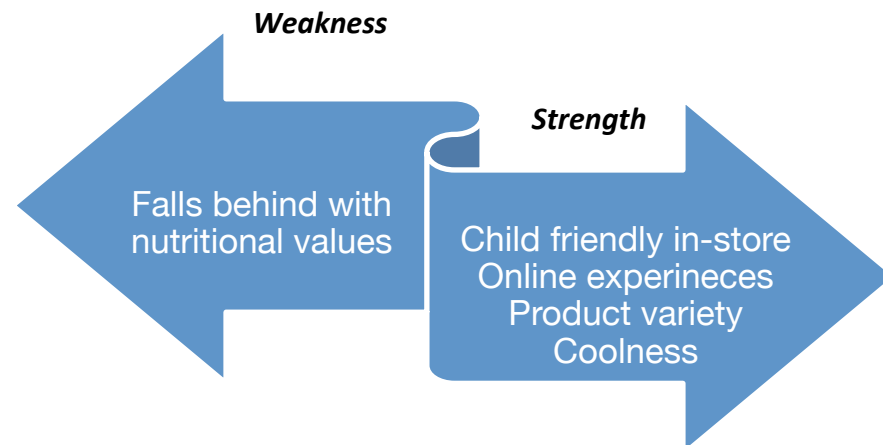 Weakness
Falls behind with
nutritional values
Strength
Child friendly in-store
Online experineces
Product variety
Coolness